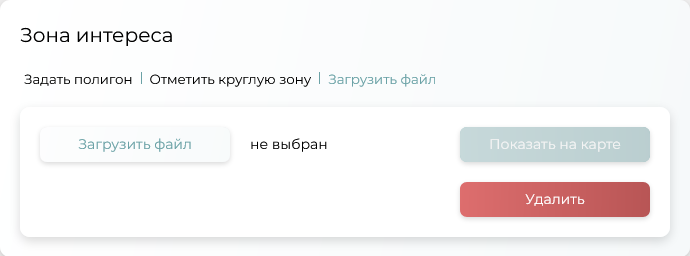 Зона интереса
Задать полигон | Отметить круглую зону | Загрузить файл
Загрузить файл не выбран Показать на карте
Удалить